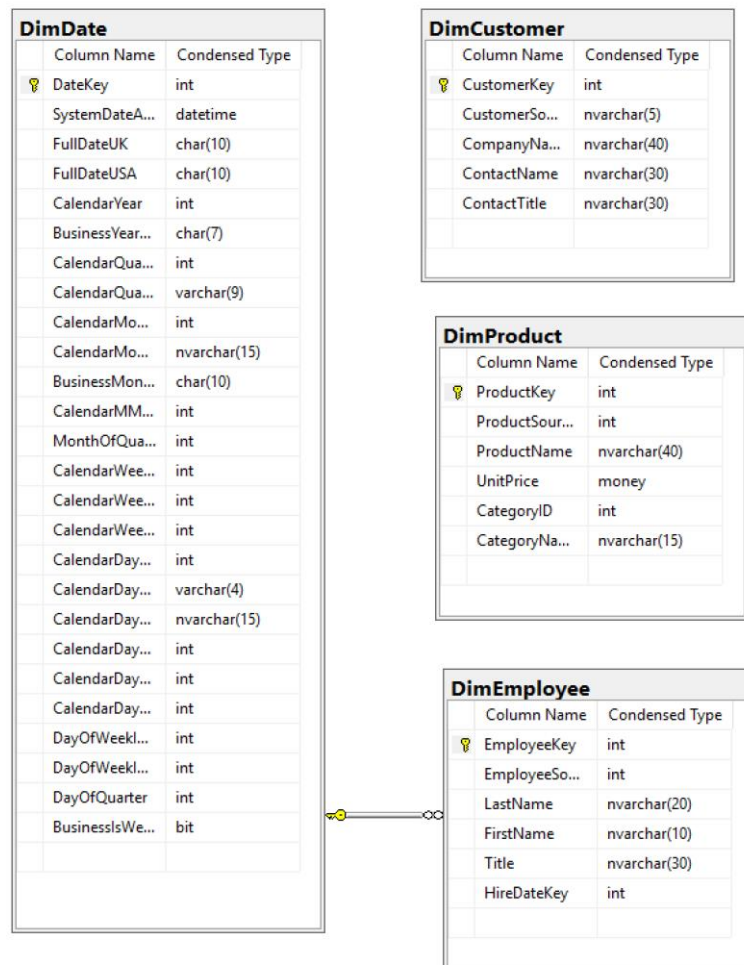 DimDate
Column Name Condensed Type
DateKey int
SystemDateA... datetime
FullDateUK char(10)
FullDateUSA char(10)
CalendarYear int
BusinessYear... char(7)
CalendarQua... int
CalendarQua... varchar(9)
CalendarMo... int
CalendarMo... nvarchar(15)
BusinessMon... char(10)
CalendarMM... int
MonthOfQua... int
CalendarWee... int
CalendarWee... int
CalendarWee... int
CalendarDay... int
CalendarDay... varchar(4)
CalendarDay... nvarchar(15)
CalendarDay... int
CalendarDay... int
CalendarDay... int
DayOfWeekI... int
DayOfWeekI... int
DayOfQuarter int
BusinessIsWe... bit
DimCustomer
Column Name Condensed Type
CustomerKey int
CustomerSo... nvarchar(5)
CompanyNa... nvarchar(40)
ContactName nvarchar(30)
ContactTitle nvarchar(30)
DimProduct
Column Name Condensed Type
ProductKey int
ProductSour... int
ProductName nvarchar(40)
UnitPrice money
CategoryID int
CategoryNa... nvarchar(15)
DimEmployee
Column Name Condensed Type
EmployeeKey int
EmployeeSo... int
LastName nvarchar(20)
FirstName nvarchar(10)
Title nvarchar(30)
HireDateKey int